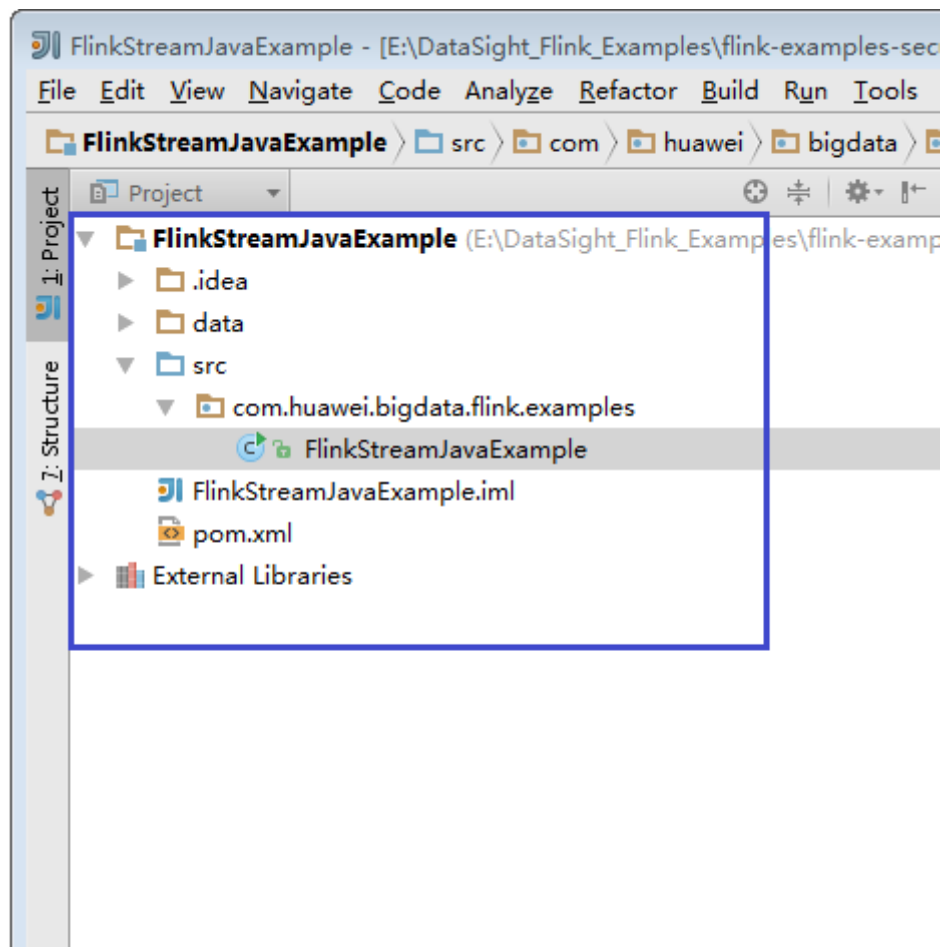 FlinkStreamJavaExample - [E:\DataSight_Flink_Examples\flink-examples-sec
File Edit View Navigate Code Analyze Refactor Build Run Tools
FlinkStreamJavaExample src com huawei bigdata
Project
1: Project
7: Structure
FlinkStreamJavaExample (E:\DataSight_Flink_Examples\flink-examp
.idea
data
src
com.huawei.bigdata.flink.examples
FlinkStreamJavaExample
FlinkStreamJavaExample.iml
pom.xml
External Libraries